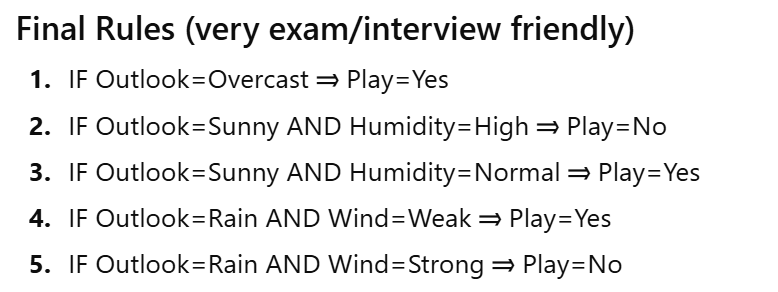 Final Rules (very exam/interview friendly)
1. IF Outlook=Overcast ⇒ Play=Yes
2. IF Outlook=Sunny AND Humidity=High ⇒ Play=No
3. IF Outlook=Sunny AND Humidity=Normal ⇒ Play=Yes
4. IF Outlook=Rain AND Wind=Weak ⇒ Play=Yes
5. IF Outlook=Rain AND Wind=Strong ⇒ Play=No